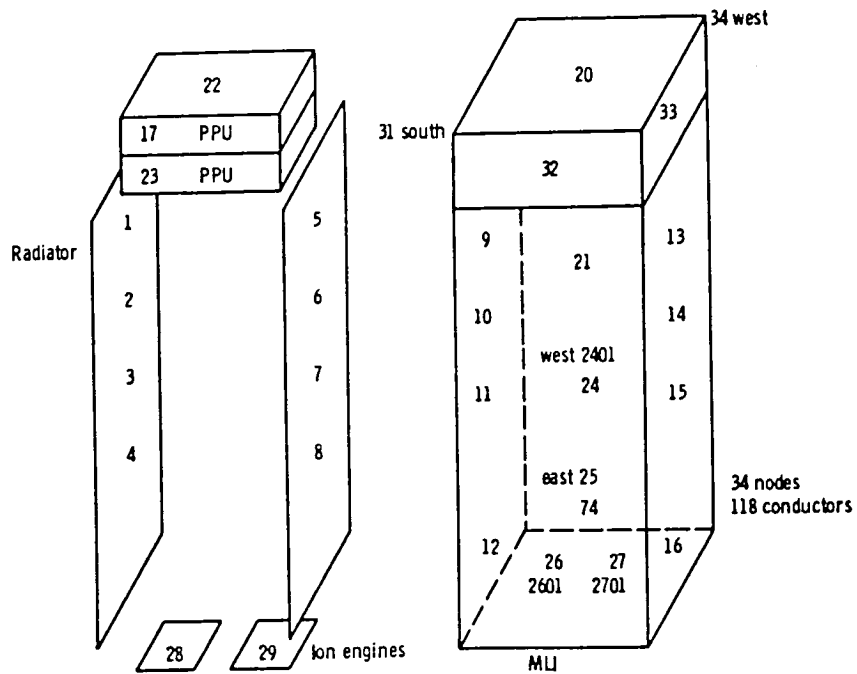 34 west
22
20
17 PPU
33
31 south
23 PPU
32
1
5
9
13
Radiator
21
2
6
10
14
west 2401
3
7
11
24
15
4
8
east 25
34 nodes
74
118 conductors
12
26
27
16
2601
2701
28
29
Ion engines
MLI